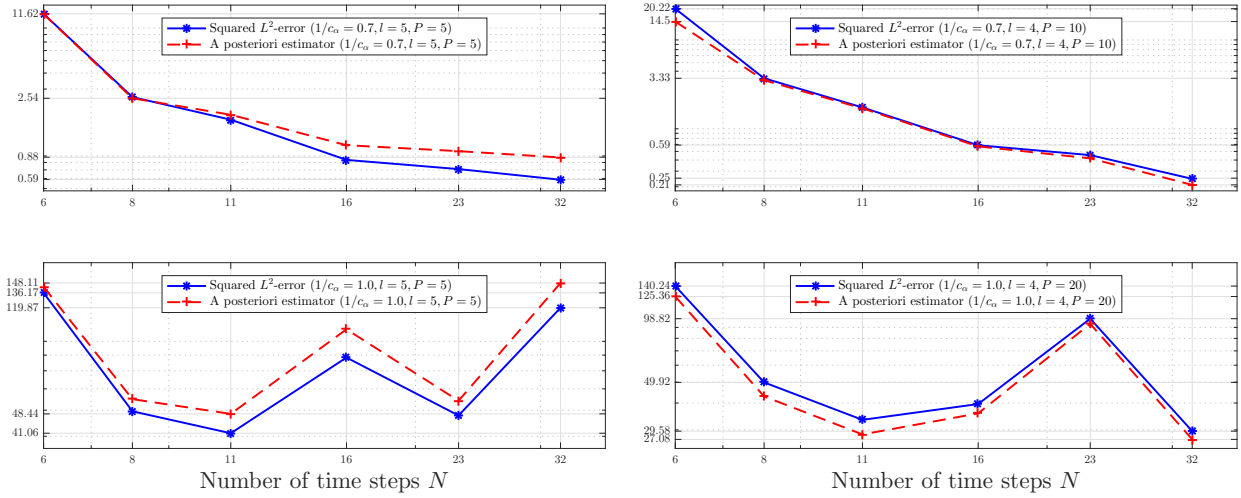 11.62
2.54
0.88
0.59
6 8 11 16 23 32
Squared L²-error (1/c_α = 0.7, l = 5, P = 5)
A posteriori estimator (1/c_α = 0.7, l = 5, P = 5)
20.22
14.5
3.33
0.59
0.25
0.21
6 8 11 16 23 32
Squared L²-error (1/c_α = 0.7, l = 4, P = 10)
A posteriori estimator (1/c_α = 0.7, l = 4, P = 10)
148.11
136.17
119.87
48.44
41.06
6 8 11 16 23 32
Squared L²-error (1/c_α = 1.0, l = 5, P = 5)
A posteriori estimator (1/c_α = 1.0, l = 5, P = 5)
Number of time steps N
140.24
125.36
98.82
49.92
29.58
27.08
6 8 11 16 23 32
Squared L²-error (1/c_α = 1.0, l = 4, P = 20)
A posteriori estimator (1/c_α = 1.0, l = 4, P = 20)
Number of time steps N